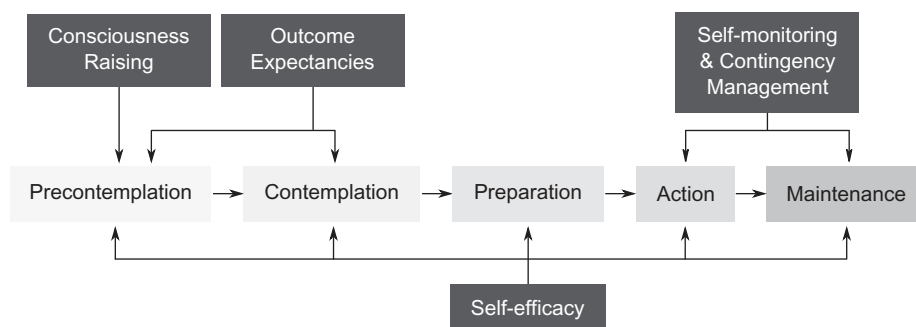 Consciousness
Raising
Outcome
Expectancies
Self-monitoring
& Contingency
Management
Precontemplation
Contemplation
Preparation
Action
Maintenance
Self-efficacy